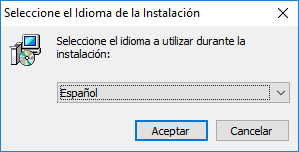 Seleccione el Idioma de la Instalación
Seleccione el idioma a utilizar durante la
instalación:
Español
Aceptar
Cancelar